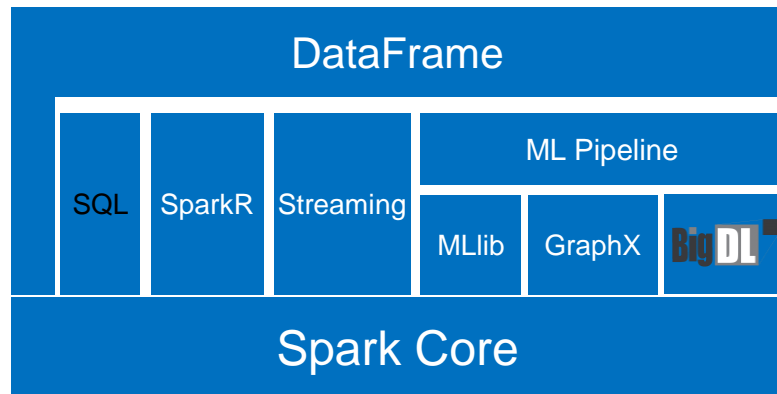 DataFrame
SQL
SparkR
Streaming
ML Pipeline
MLlib
GraphX
BigDL
Spark Core